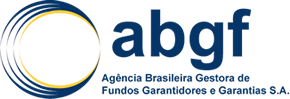 abgf
Agência Brasileira Gestora de
Fundos Garantidores e Garantias S.A.